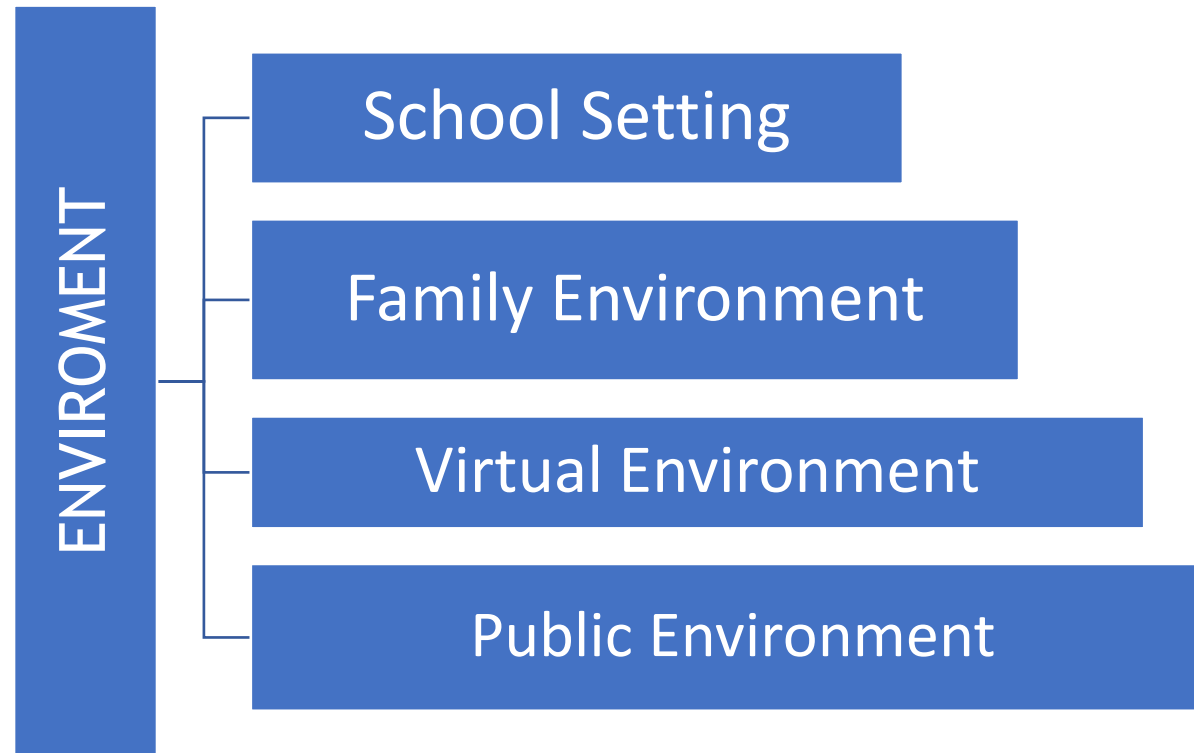 ENVIROMENT
School Setting
Family Environment
Virtual Environment
Public Environment